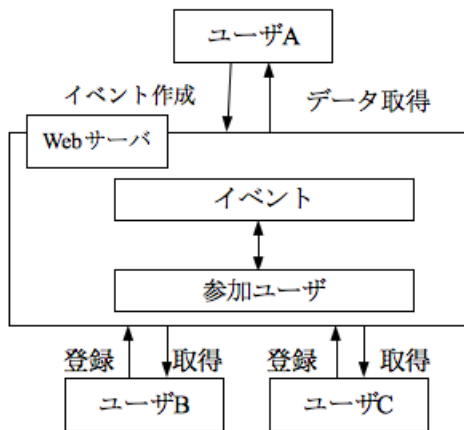 ユーザA
イベント作成
データ取得
Webサーバ
イベント
参加ユーザ
登録
取得
登録
取得
ユーザB
ユーザC